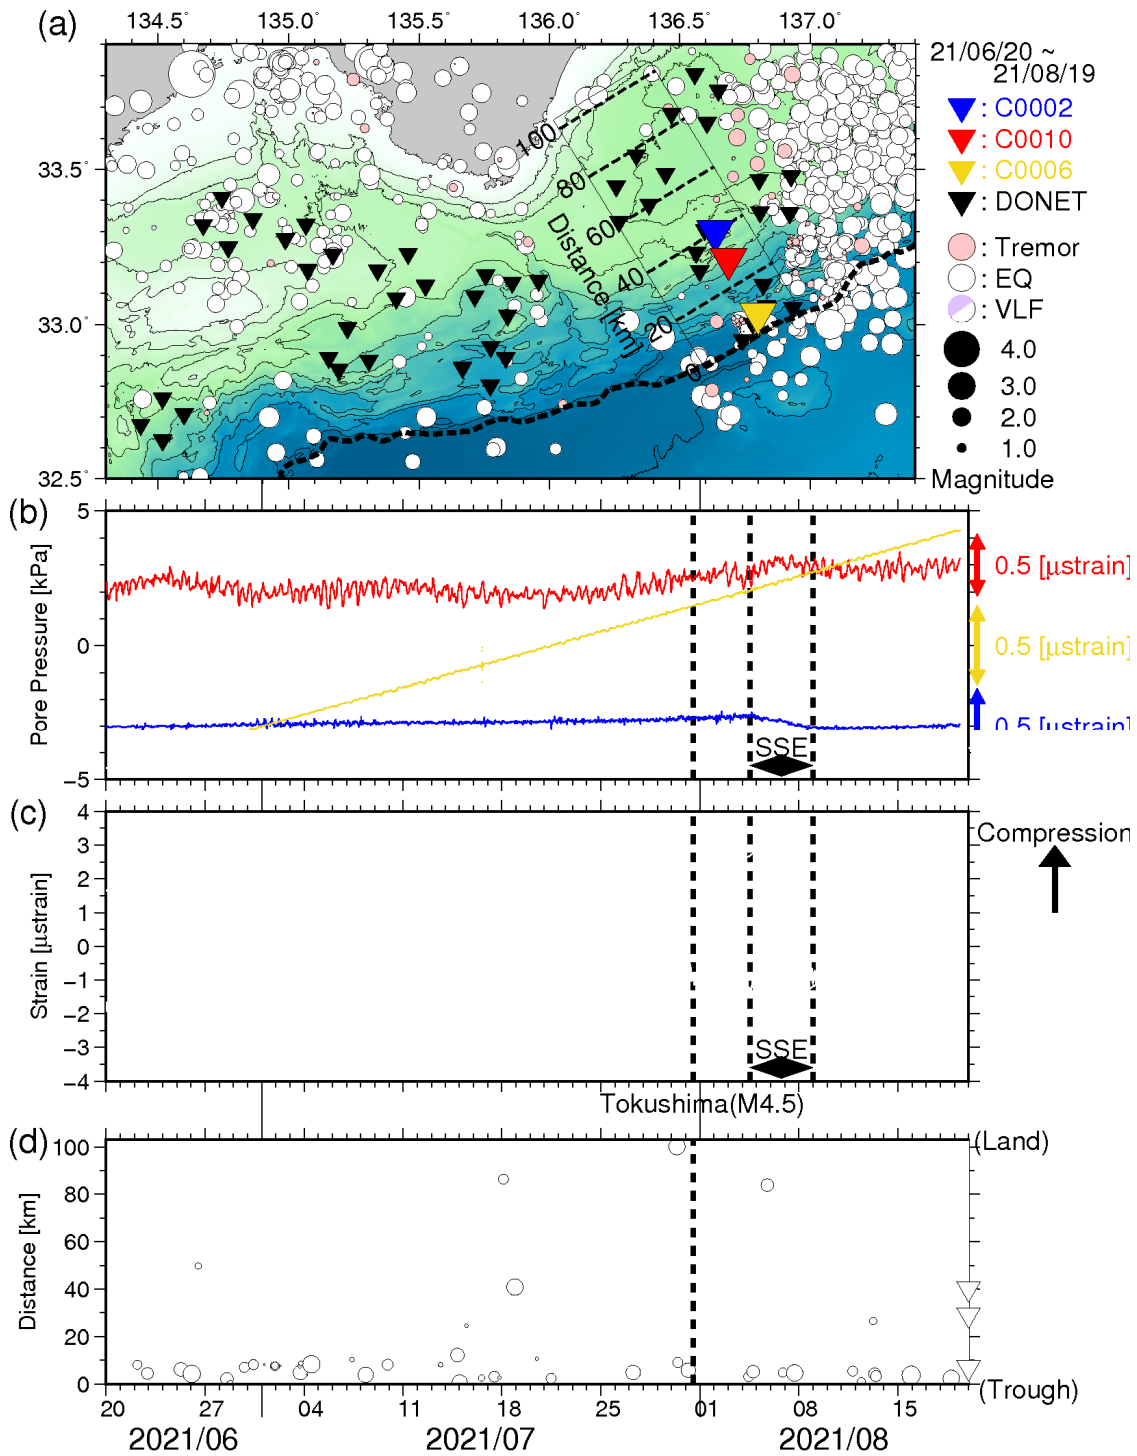 (a)
134.5° 135.0° 135.5° 136.0° 136.5° 137.0°
21/06/20 ~
21/08/19
: C0002
: C0010
: C0006
: DONET
: Tremor
: EQ
: VLF
4.0
3.0
2.0
1.0
Magnitude
33.5°
33.0°
32.5°
100
80
60
40
20
0
Distance [km]
(b)
Pore Pressure [kPa]
5
0
−5
SSE
0.5 [μstrain]
0.5 [μstrain]
0.5 [μstrain]
(c)
Strain [μstrain]
4
3
2
1
0
−1
−2
−3
−4
SSE
Compression
Tokushima(M4.5)
(d)
Distance [km]
100
80
60
40
20
0
(Land)
(Trough)
20 27 04 11 18 25 01 08 15
2021/06 2021/07 2021/08